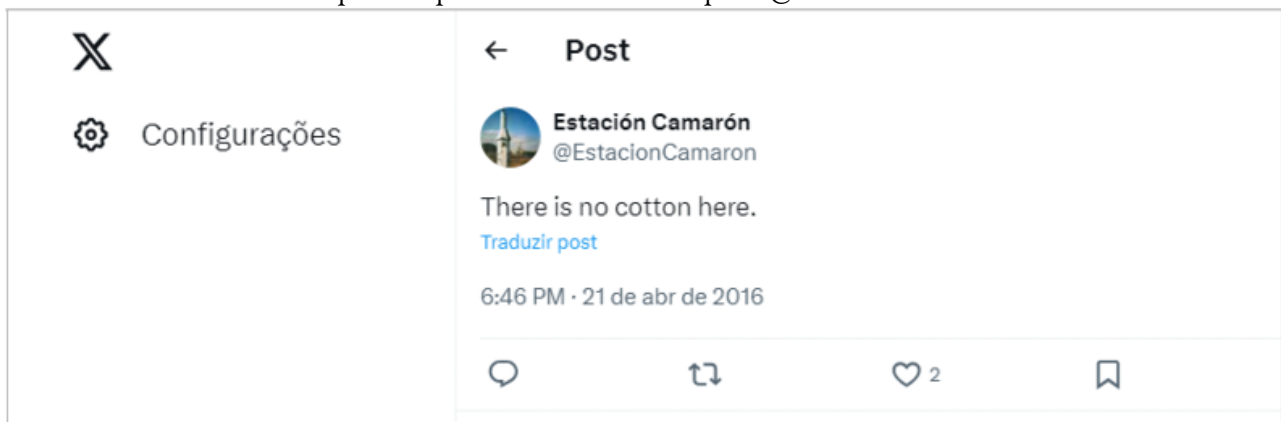 Post
Configurações
Estación Camarón
@EstacionCamaron
There is no cotton here.
Traduzir post
6:46 PM · 21 de abr de 2016
2